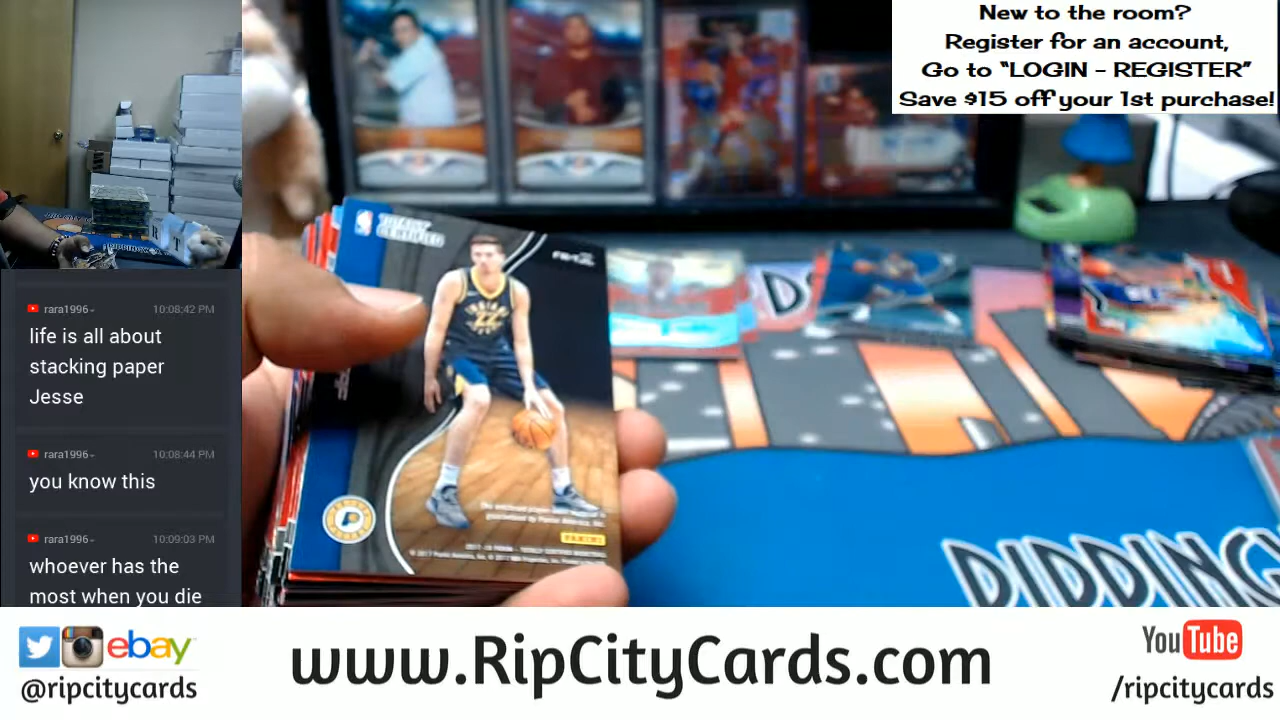 New to the room?
Register for an account,
Go to “LOGIN - REGISTER”
Save $15 off your 1st purchase!
rara1996
10:08:42 PM
life is all about
stacking paper
Jesse
rara1996
10:08:44 PM
you know this
rara1996
10:09:03 PM
whoever has the
most when you die
TOTALLY
CERTIFIED
PANINI
ebay
@ripcitycards
www.RipCityCards.com
YouTube
/ripcitycards